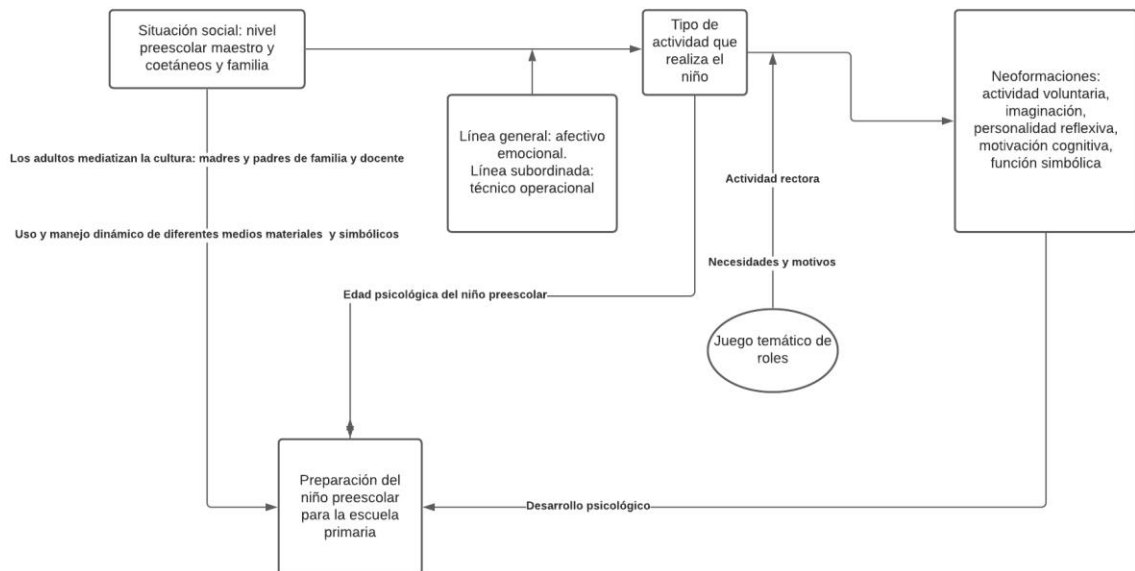 Situación social: nivel
preescolar maestro y
coetáneos y familia
Tipo de
actividad que
realiza el
niño
Neoformaciones:
actividad voluntaria,
imaginación,
personalidad reflexiva,
motivación cognitiva,
función simbólica
Línea general: afectivo
emocional.
Línea subordinada:
técnico operacional
Los adultos mediatizan la cultura: madres y padres de familia y docente
Actividad rectora
Uso y manejo dinámico de diferentes medios materiales y simbólicos
Necesidades y motivos
Edad psicológica del niño preescolar
Juego temático de
roles
Preparación del
niño preescolar
para la escuela
primaria
Desarrollo psicológico